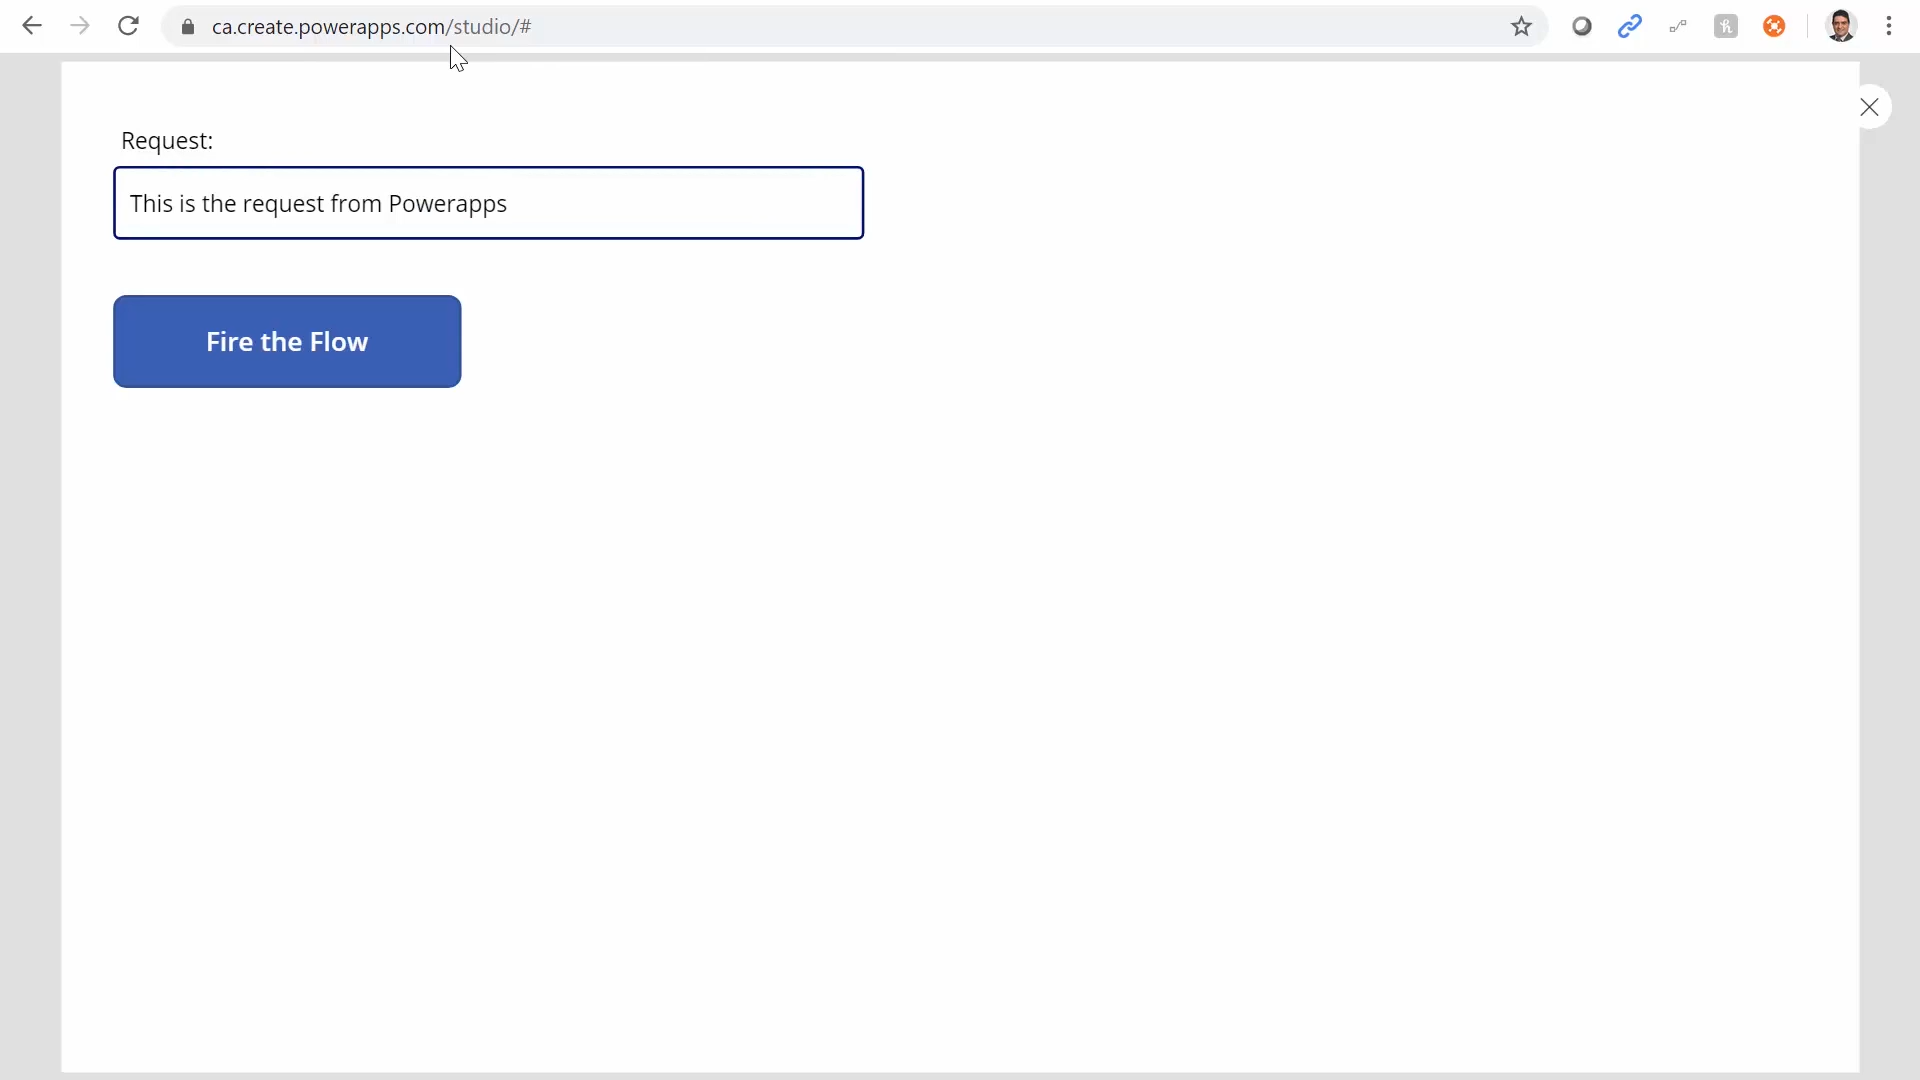 ca.create.powerapps.com/studio/#
Request:
This is the request from Powerapps
Fire the Flow